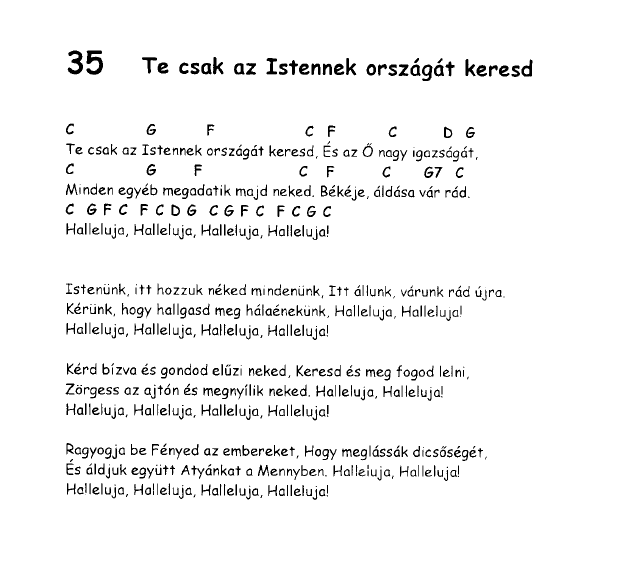 35 Te csak az Istennek országát keresd
C G F C F C D G
Te csak az Istennek országát keresd, És az Ő nagy igazságát,
C G F C F C G7 C
Minden egyéb megadatik majd neked. Békéje, áldása vár rád.
C G F C F C D G C G F C F C G C
Halleluja, Halleluja, Halleluja, Halleluja!
Istenünk, itt hozzuk néked mindenünk, Itt állunk, várunk rád újra.
Kérünk, hogy hallgasd meg hálaénekünk, Halleluja, Halleluja!
Halleluja, Halleluja, Halleluja, Halleluja!
Kérd bízva és gondod elűzi neked, Keresd és meg fogod lelni,
Zörgess az ajtón és megnyílik neked. Halleluja, Halleluja!
Halleluja, Halleluja, Halleluja, Halleluja!
Ragyogja be Fényed az embereket, Hogy meglássák dicsőségét,
És áldjuk együtt Atyánkat a Mennyben. Halleluja, Halleluja!
Halleluja, Halleluja, Halleluja, Halleluja!